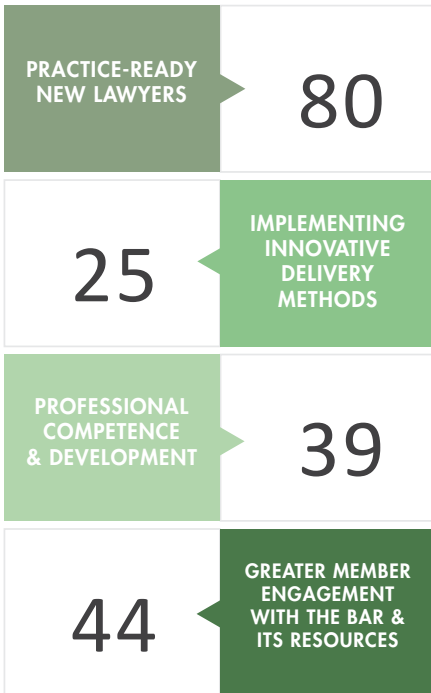 PRACTICE-READY
NEW LAWYERS
80
25
IMPLEMENTING
INNOVATIVE
DELIVERY
METHODS
PROFESSIONAL
COMPETENCE
& DEVELOPMENT
39
44
GREATER MEMBER
ENGAGEMENT
WITH THE BAR &
ITS RESOURCES